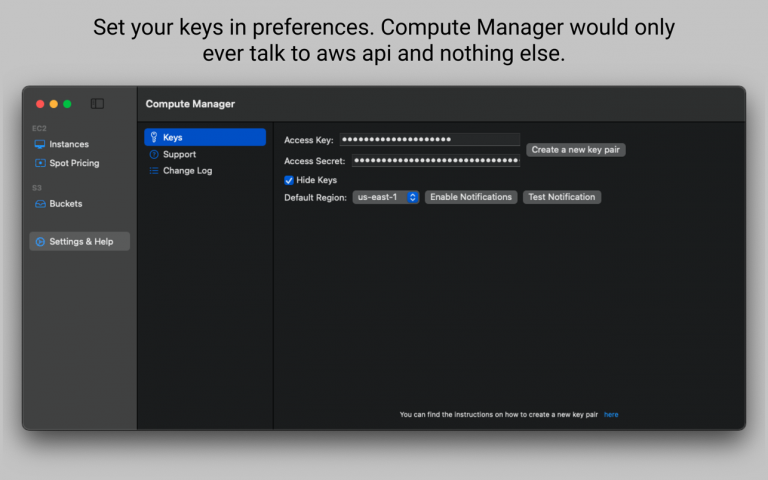 Set your keys in preferences. Compute Manager would only
ever talk to aws api and nothing else.
Compute Manager
EC2
Instances
Spot Pricing
S3
Buckets
Settings & Help
Keys
Support
Change Log
Access Key: ••••••••••••••••••••
Create a new key pair
Access Secret: ••••••••••••••••••••••••••••••
Hide Keys
Default Region: us-east-1 Enable Notifications Test Notification
You can find the instructions on how to create a new key pair here